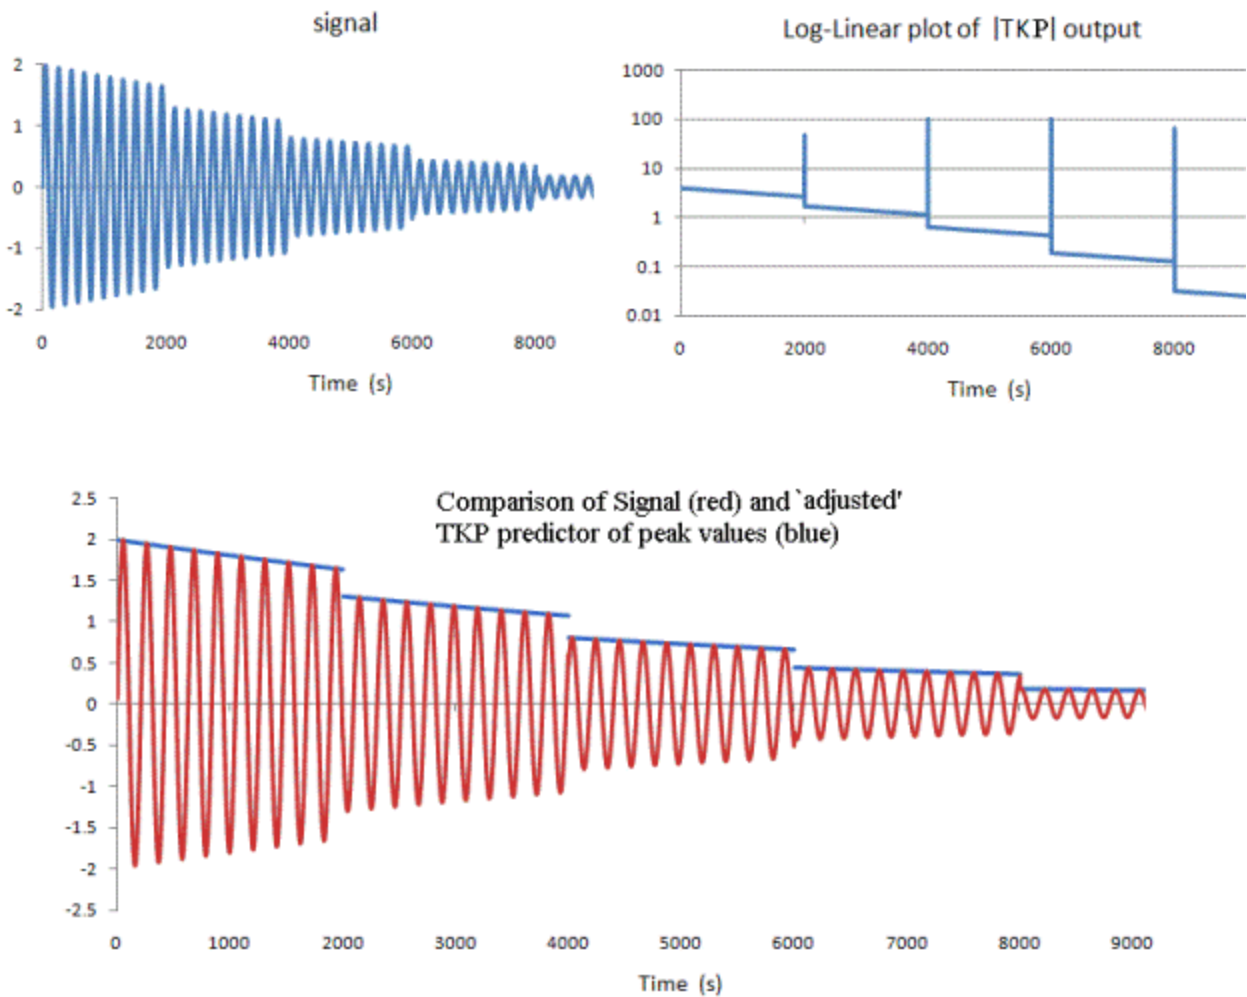 signal
2
1
0
-1
-2
0 2000 4000 6000 8000
Time (s)
Log-Linear plot of |TKP| output
1000
100
10
1
0.1
0.01
0 2000 4000 6000 8000
Time (s)
Comparison of Signal (red) and `adjusted'
TKP predictor of peak values (blue)
2.5
2
1.5
1
0.5
0
-0.5
-1
-1.5
-2
-2.5
0 1000 2000 3000 4000 5000 6000 7000 8000 9000
Time (s)